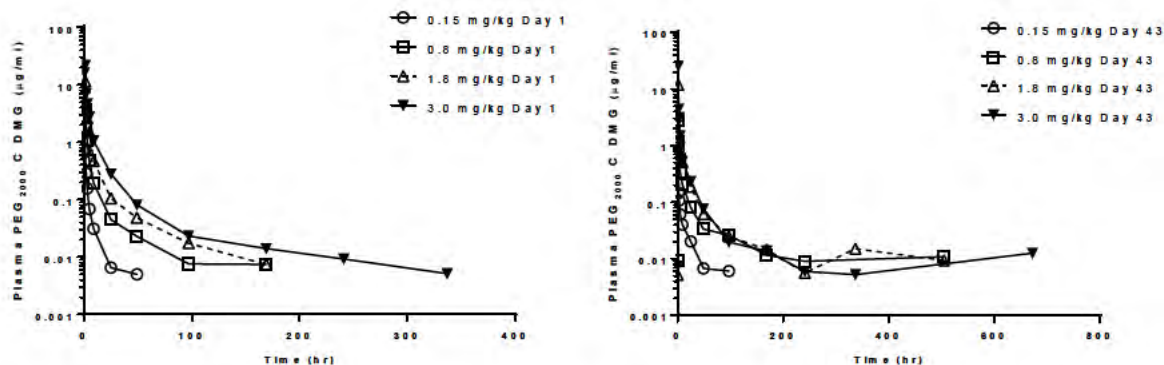 0.15 mg/kg Day 1
0.8 mg/kg Day 1
1.8 mg/kg Day 1
3.0 mg/kg Day 1
Plasma PEG2000 C DMG (µg/ml)
100
10
1
0.1
0.01
0.001
0 100 200 300 400
Time (hr)
0.15 mg/kg Day 43
0.8 mg/kg Day 43
1.8 mg/kg Day 43
3.0 mg/kg Day 43
Plasma PEG2000 C DMG (µg/ml)
100
10
1
0.1
0.01
0.001
0 200 400 600 800
Time (hr)